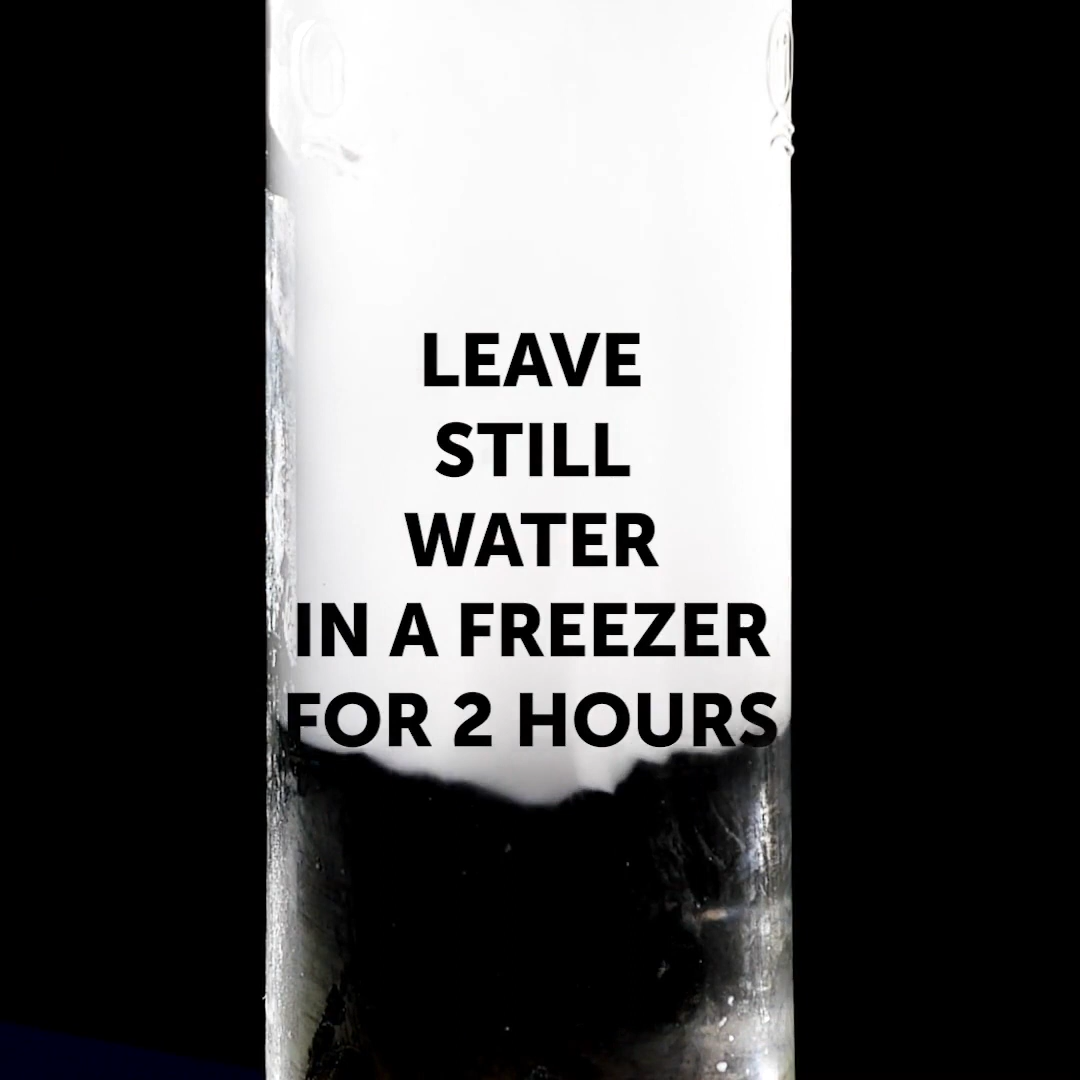 LEAVE
STILL
WATER
IN A FREEZER
FOR 2 HOURS